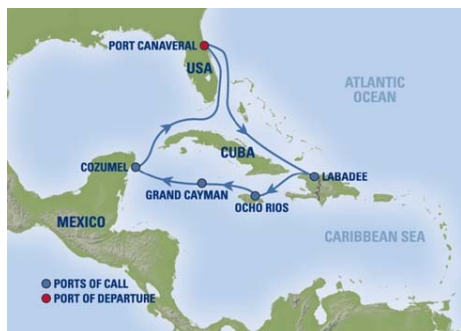 PORT CANAVERAL
USA
ATLANTIC
OCEAN
COZUMEL
CUBA
LABADEE
GRAND CAYMAN
OCHO RIOS
MEXICO
CARIBBEAN SEA
PORTS OF CALL
PORT OF DEPARTURE